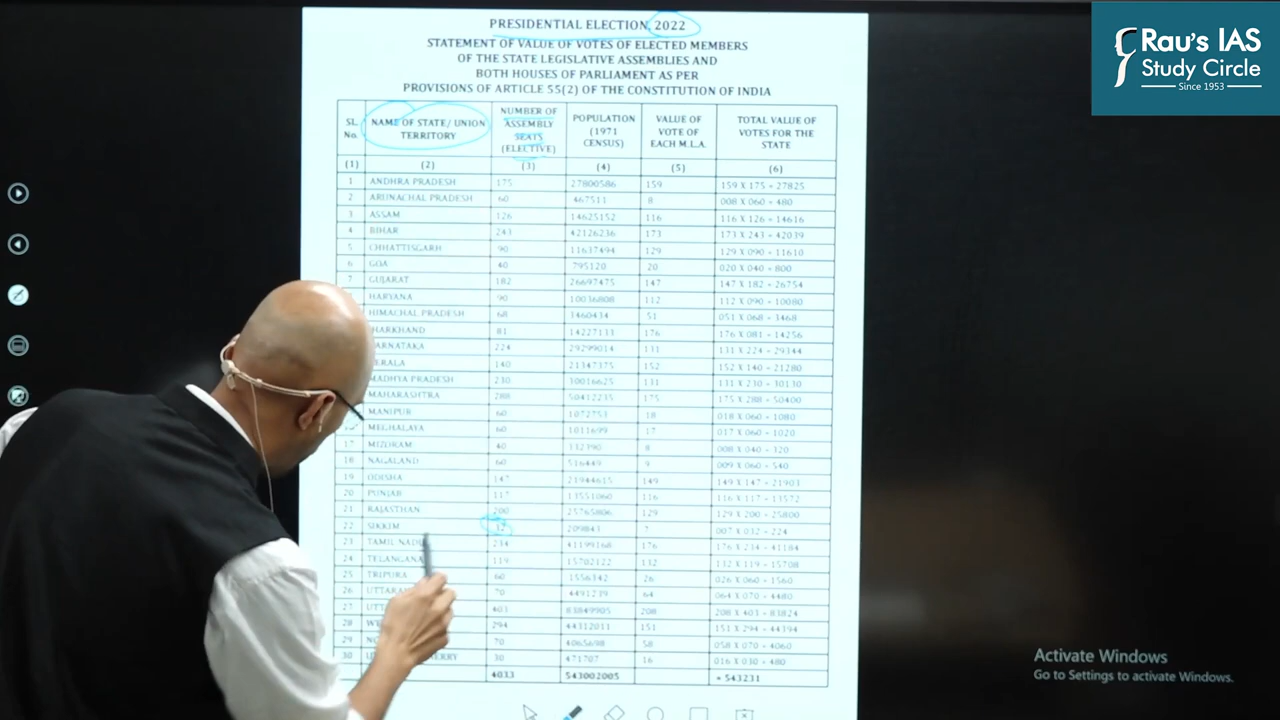 PRESIDENTIAL ELECTION, 2022
STATEMENT OF VALUE OF VOTES OF ELECTED MEMBERS
OF THE STATE LEGISLATIVE ASSEMBLIES AND
BOTH HOUSES OF PARLIAMENT AS PER
PROVISIONS OF ARTICLE 55(2) OF THE CONSTITUTION OF INDIA
SL. No. NAME OF STATE/ UNION TERRITORY NUMBER OF ASSEMBLY SEATS (ELECTIVE) POPULATION (1971 CENSUS) VALUE OF VOTE OF EACH M.L.A. TOTAL VALUE OF VOTES FOR THE STATE
(1) (2) (3) (4) (5) (6)
1 ANDHRA PRADESH 175 27800586 159 159 X 175 = 27825
2 ARUNACHAL PRADESH 60 467511 8 008 X 060 = 480
3 ASSAM 126 14625152 116 116 X 126 = 14616
4 BIHAR 243 42126236 173 173 X 243 = 42039
5 CHHATTISGARH 90 11637494 129 129 X 090 = 11610
6 GOA 40 795120 20 020 X 040 = 800
7 GUJARAT 182 26697475 147 147 X 182 = 26754
HARYANA 90 10036808 112 112 X 090 = 10080
HIMACHAL PRADESH 68 3460434 51 051 X 068 = 3468
JHARKHAND 81 14227133 176 176 X 081 = 14256
KARNATAKA 224 29299014 131 131 X 224 = 29344
KERALA 140 21347375 152 152 X 140 = 21280
MADHYA PRADESH 230 30016625 131 131 X 230 = 30130
MAHARASHTRA 288 50412235 175 175 X 288 = 50400
MANIPUR 60 1072753 18 018 X 060 = 1080
MEGHALAYA 60 1011699 17 017 X 060 = 1020
17 MIZORAM 40 332390 8 008 X 040 = 320
18 NAGALAND 60 516449 9 009 X 060 = 540
19 ODISHA 147 21944615 149 149 X 147 = 21903
20 PUNJAB 117 13551060 116 116 X 117 = 13572
21 RAJASTHAN 200 25765806 129 129 X 200 = 25800
22 SIKKIM 32 209843 7 007 X 032 = 224
23 TAMIL NADU 234 41199168 176 176 X 234 = 41184
24 TELANGANA 119 15702122 132 132 X 119 = 15708
25 TRIPURA 60 1556342 26 026 X 060 = 1560
26 70 4491239 64 064 X 070 = 4480
27 403 83849905 208 208 X 403 = 83824
28 294 44312011 151 151 X 294 = 44394
29 70 4065698 58 058 X 070 = 4060
30 30 471707 16 016 X 030 = 480
4033 543002005 = 543231
Rau's IAS
Study Circle
Since 1953
Activate Windows
Go to Settings to activate Windows.